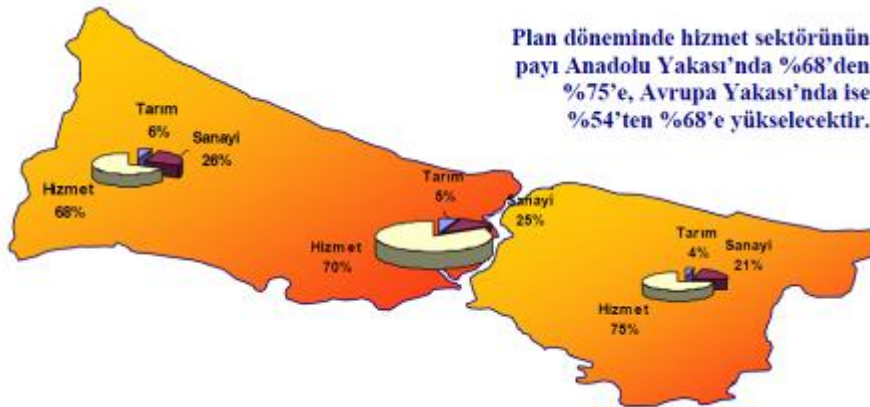 Plan döneminde hizmet sektörünün
payı Anadolu Yakası’nda %68’den
%75’e, Avrupa Yakası’nda ise
%54’ten %68’e yükselecektir.
Tarım
6%
Sanayi
26%
Hizmet
68%
Tarım
5%
Sanayi
25%
Hizmet
70%
Tarım
4%
Sanayi
21%
Hizmet
75%